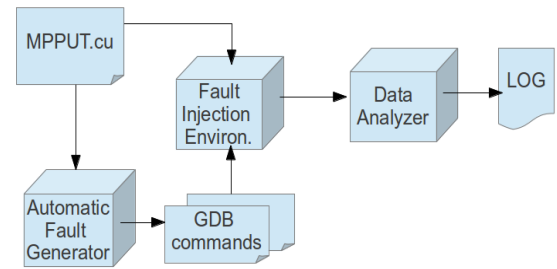 MPPUT.cu
Fault
Injection
Environ.
Data
Analyzer
LOG
Automatic
Fault
Generator
GDB
commands